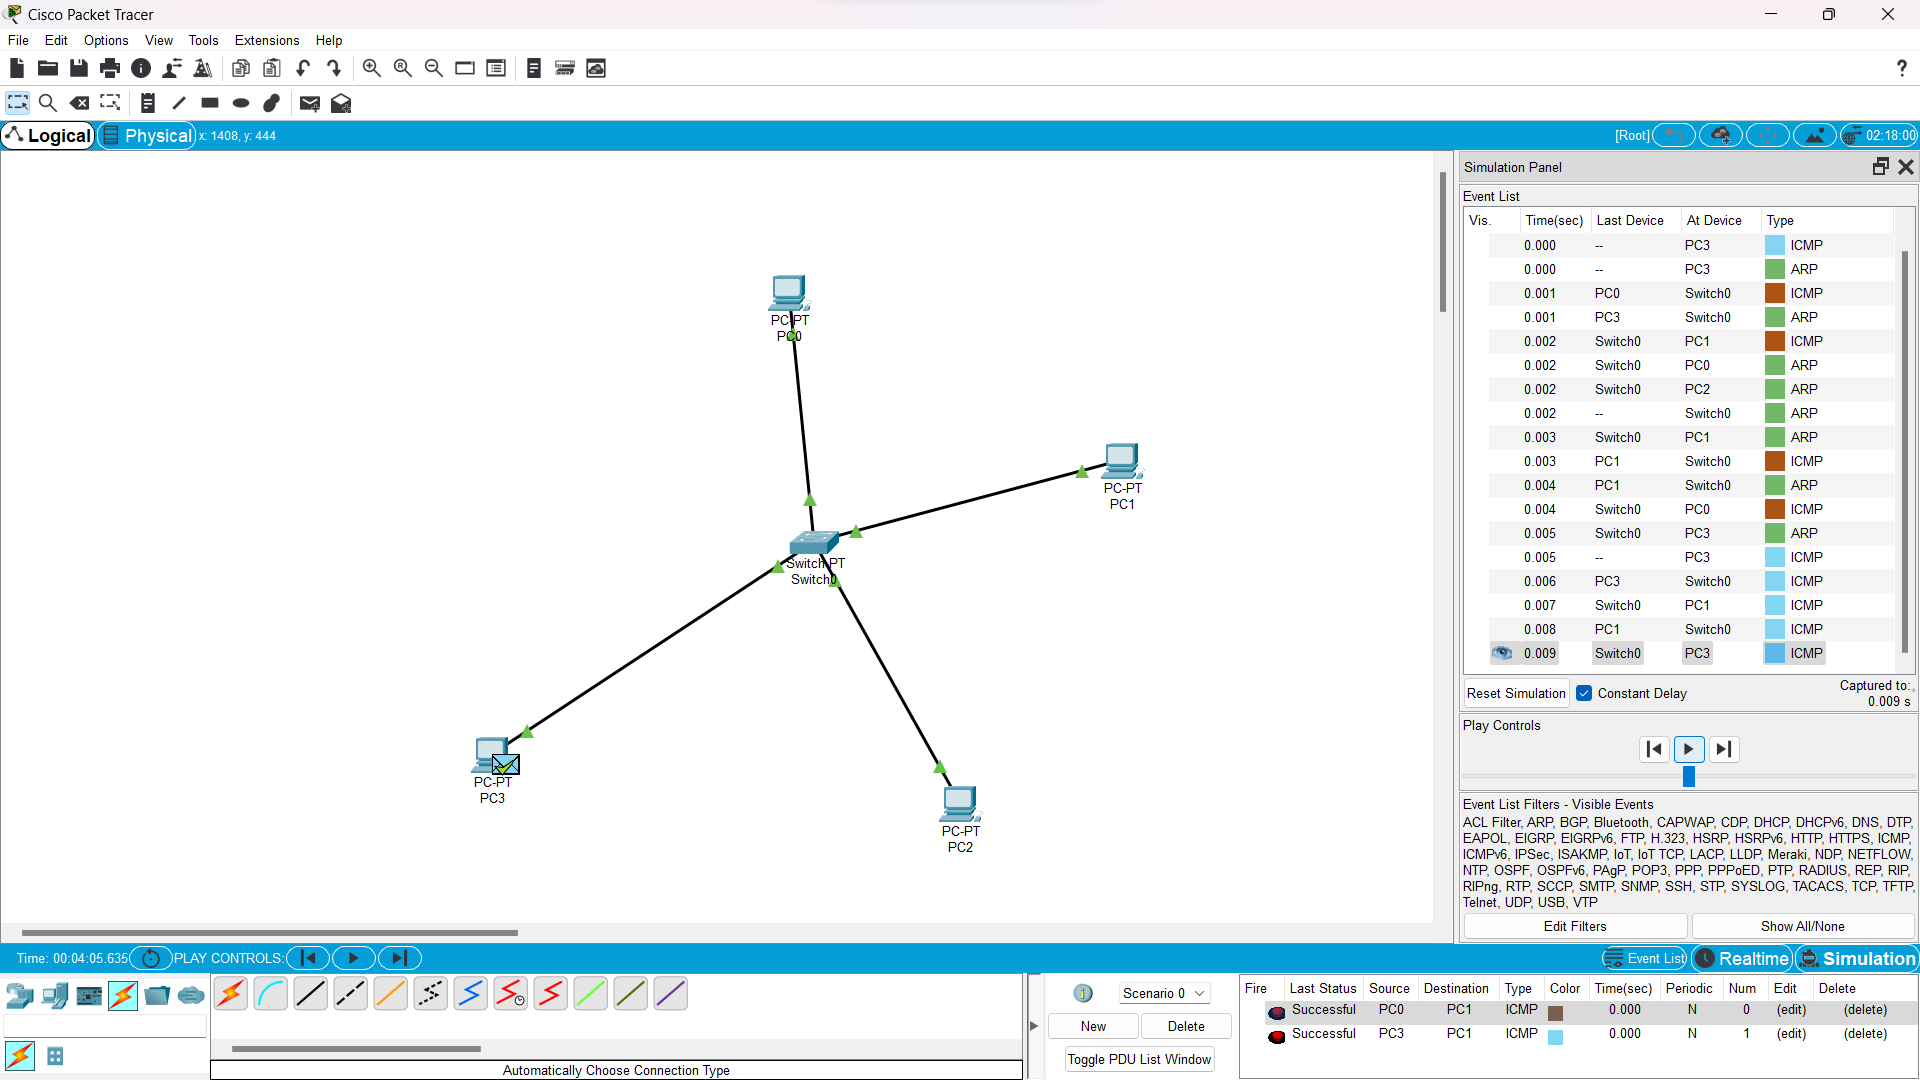 Cisco Packet Tracer
File Edit Options View Tools Extensions Help
Logical Physical x: 1408, y: 444 [Root] 02:18:00
Simulation Panel
Event List
Vis. Time(sec) Last Device At Device Type
0.000 -- PC3 ICMP
0.000 -- PC3 ARP
0.001 PC0 Switch0 ICMP
0.001 PC3 Switch0 ARP
0.002 Switch0 PC1 ICMP
0.002 Switch0 PC0 ARP
0.002 Switch0 PC2 ARP
0.002 -- Switch0 ARP
0.003 Switch0 PC1 ARP
0.003 PC1 Switch0 ICMP
0.004 PC1 Switch0 ARP
0.004 Switch0 PC0 ICMP
0.005 Switch0 PC3 ARP
0.005 -- PC3 ICMP
0.006 PC3 Switch0 ICMP
0.007 Switch0 PC1 ICMP
0.008 PC1 Switch0 ICMP
0.009 Switch0 PC3 ICMP
Reset Simulation Constant Delay Captured to:
0.009 s
Play Controls
Event List Filters - Visible Events
ACL Filter, ARP, BGP, Bluetooth, CAPWAP, CDP, DHCP, DHCPv6, DNS, DTP,
EAPOL, EIGRP, EIGRPv6, FTP, H.323, HSRP, HSRPv6, HTTP, HTTPS, ICMP,
ICMPv6, IPSec, ISAKMP, IoT, IoT TCP, LACP, LLDP, Meraki, NDP, NETFLOW,
NTP, OSPF, OSPFv6, PAgP, POP3, PPP, PPPoED, PTP, RADIUS, REP, RIP,
RIPng, RTP, SCCP, SMTP, SNMP, SSH, STP, SYSLOG, TACACS, TCP, TFTP,
Telnet, UDP, USB, VTP
Edit Filters Show All/None
PC-PT
PC0
PC-PT
PC1
Switch-PT
Switch0
PC-PT
PC3
PC-PT
PC2
Time: 00:04:05.635 PLAY CONTROLS: Event List Realtime Simulation
Automatically Choose Connection Type
Scenario 0
New Delete
Toggle PDU List Window
Fire Last Status Source Destination Type Color Time(sec) Periodic Num Edit Delete
Successful PC0 PC1 ICMP 0.000 N 0 (edit) (delete)
Successful PC3 PC1 ICMP 0.000 N 1 (edit) (delete)